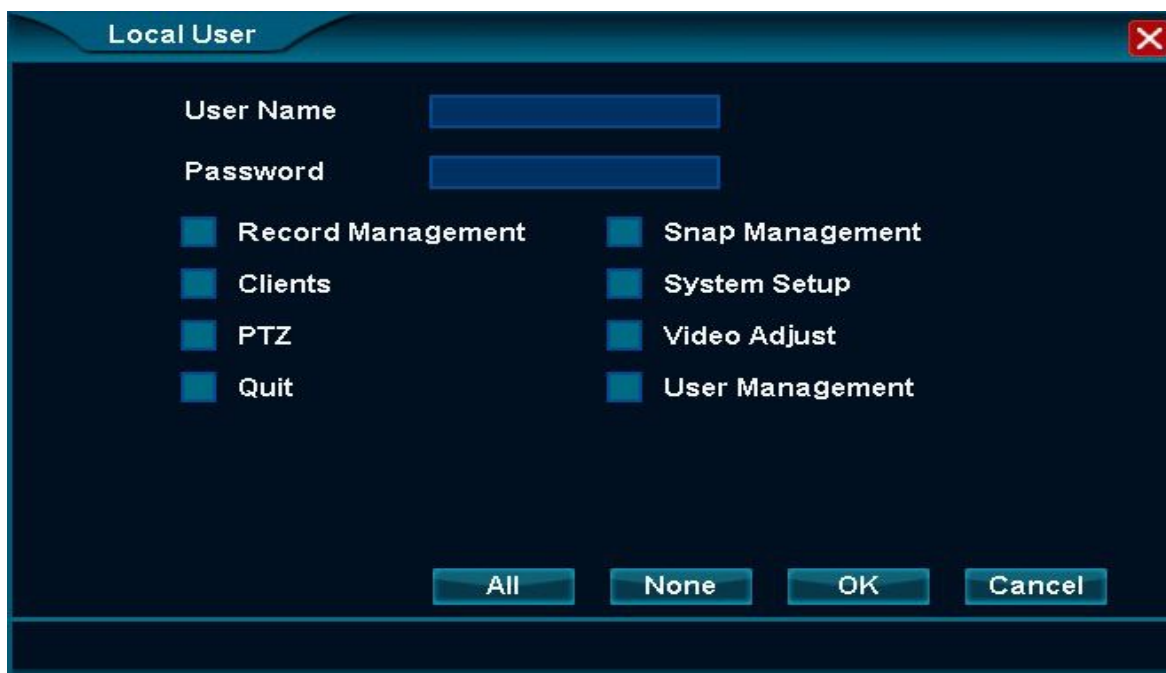 Local User
User Name
Password
Record Management Snap Management
Clients System Setup
PTZ Video Adjust
Quit User Management
All None OK Cancel